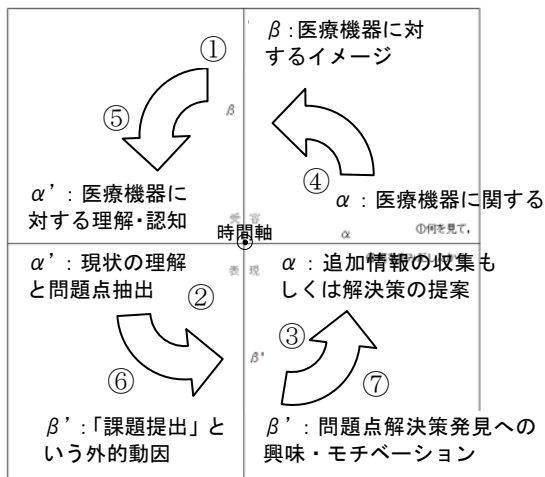 ①
β：医療機器に対
するイメージ
⑤
β
α’：医療機器に
対する理解・認知
④
α：医療機器に関する
受容
α
①何を見て，
時間軸
表現
α’：現状の理解
と問題点抽出
②
α：追加情報の収集も
しくは解決策の提案
⑥
β’
③
⑦
β’：「課題提出」と
いう外的動因
β’：問題点解決策発見への
興味・モチベーション